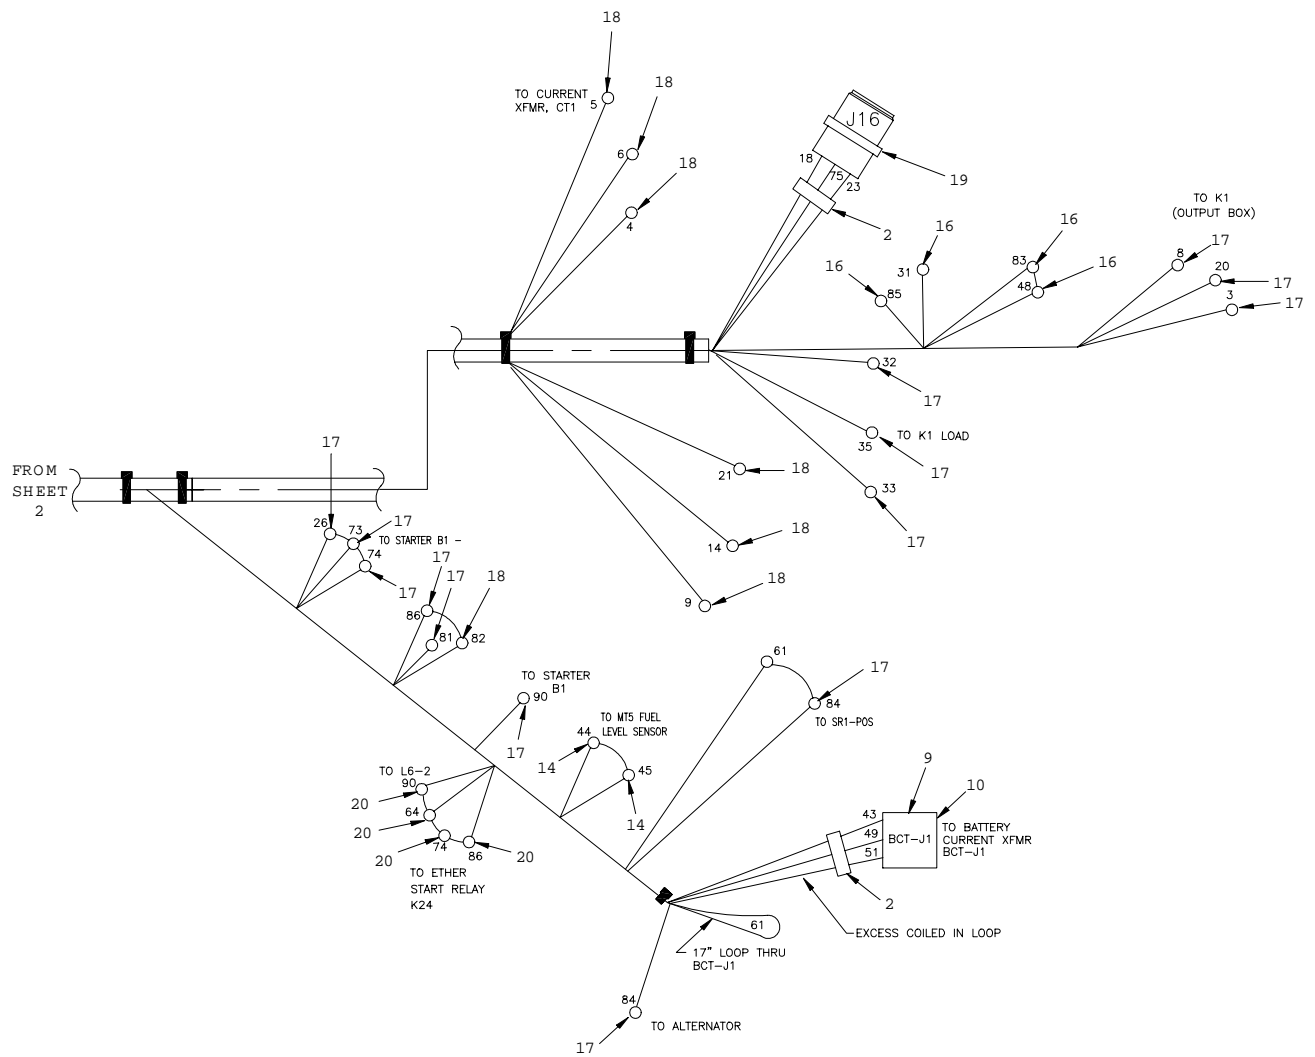 18
TO CURRENT
XFMR, CT1
5
18
6
18
4
J16
18
75
23
19
2
TO K1
(OUTPUT BOX)
16
16
16
16
31
85
83
48
8
17
20
17
3
17
32
17
35
TO K1 LOAD
17
33
17
21
18
14
18
9
18
FROM
SHEET
2
17
26
73
17
TO STARTER B1 -
74
17
17
17
18
86
81
82
TO STARTER
B1
90
17
TO MT5 FUEL
LEVEL SENSOR
44
14
45
14
61
17
84
TO SR1-POS
TO L6-2
90
20
64
20
74
20
86
20
TO ETHER
START RELAY
K24
9
10
43
49
51
BCT-J1
TO BATTERY
CURRENT XFMR
BCT-J1
2
EXCESS COILED IN LOOP
61
17" LOOP THRU
BCT-J1
84
17
TO ALTERNATOR